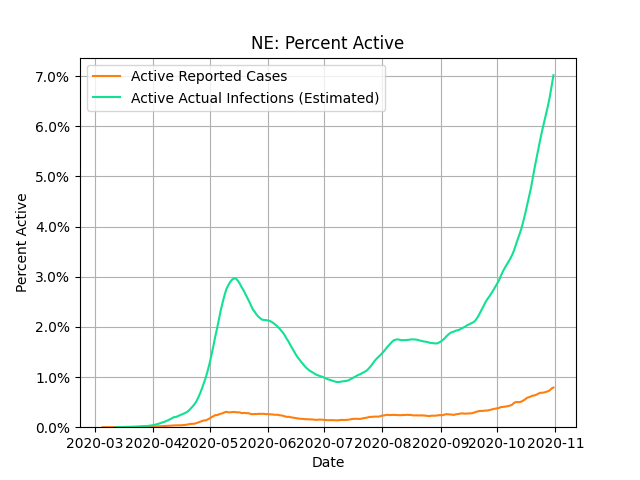 NE: Percent Active
Active Reported Cases
Active Actual Infections (Estimated)
7.0%
6.0%
5.0%
4.0%
3.0%
2.0%
1.0%
0.0%
Percent Active
2020-03 2020-04 2020-05 2020-06 2020-07 2020-08 2020-09 2020-10 2020-11
Date